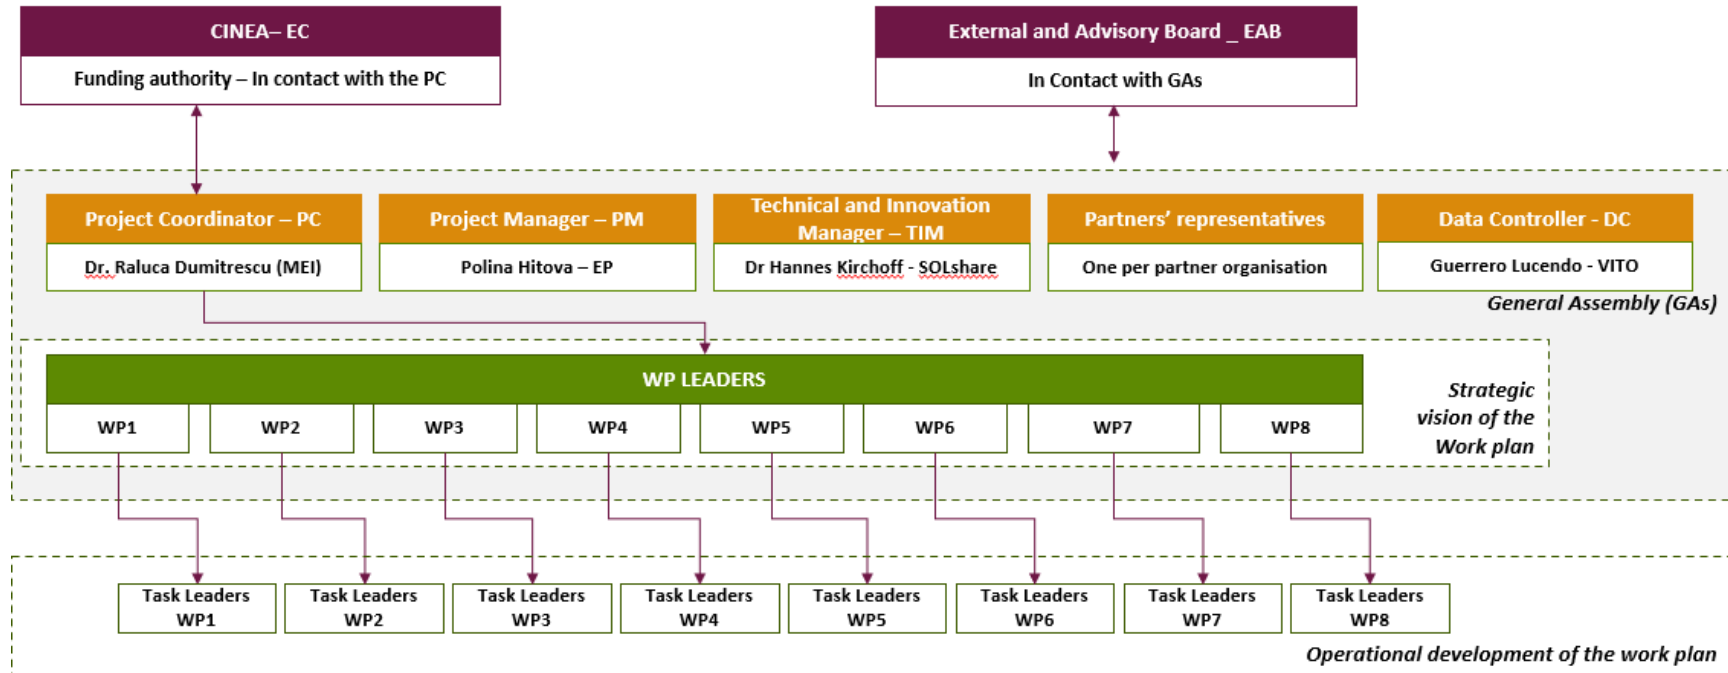 CINEA– EC
Funding authority – In contact with the PC
External and Advisory Board _ EAB
In Contact with GAs
Project Coordinator – PC
Dr. Raluca Dumitrescu (MEI)
Project Manager – PM
Polina Hitova – EP
Technical and Innovation
Manager – TIM
Dr Hannes Kirchoff - SOLshare
Partners’ representatives
One per partner organisation
Data Controller - DC
Guerrero Lucendo - VITO
General Assembly (GAs)
WP LEADERS
WP1
WP2
WP3
WP4
WP5
WP6
WP7
WP8
Strategic
vision of the
Work plan
Task Leaders
WP1
Task Leaders
WP2
Task Leaders
WP3
Task Leaders
WP4
Task Leaders
WP5
Task Leaders
WP6
Task Leaders
WP7
Task Leaders
WP8
Operational development of the work plan